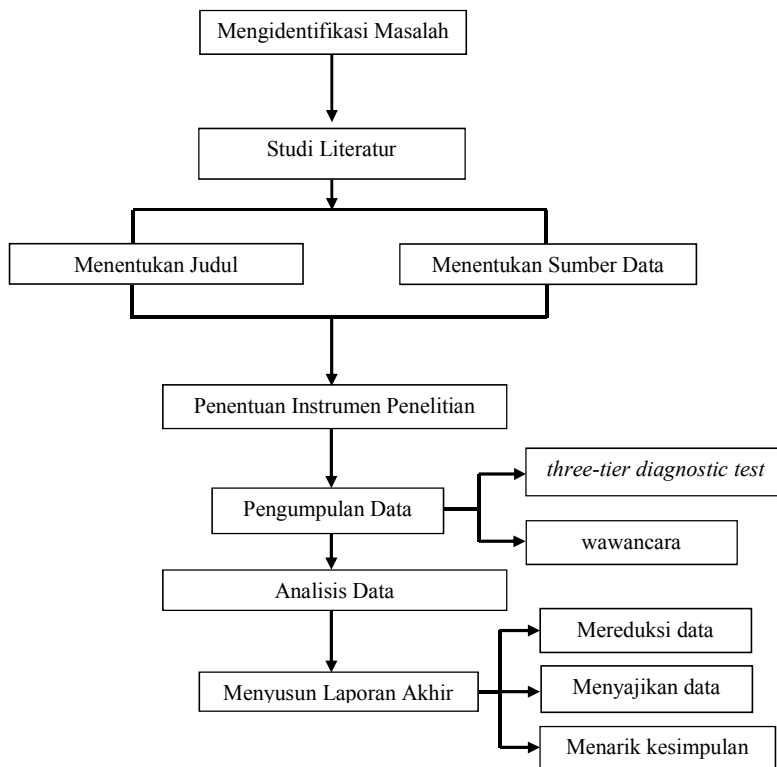 Mengidentifikasi Masalah
Studi Literatur
Menentukan Judul
Menentukan Sumber Data
Penentuan Instrumen Penelitian
three-tier diagnostic test
Pengumpulan Data
wawancara
Analisis Data
Mereduksi data
Menyusun Laporan Akhir
Menyajikan data
Menarik kesimpulan